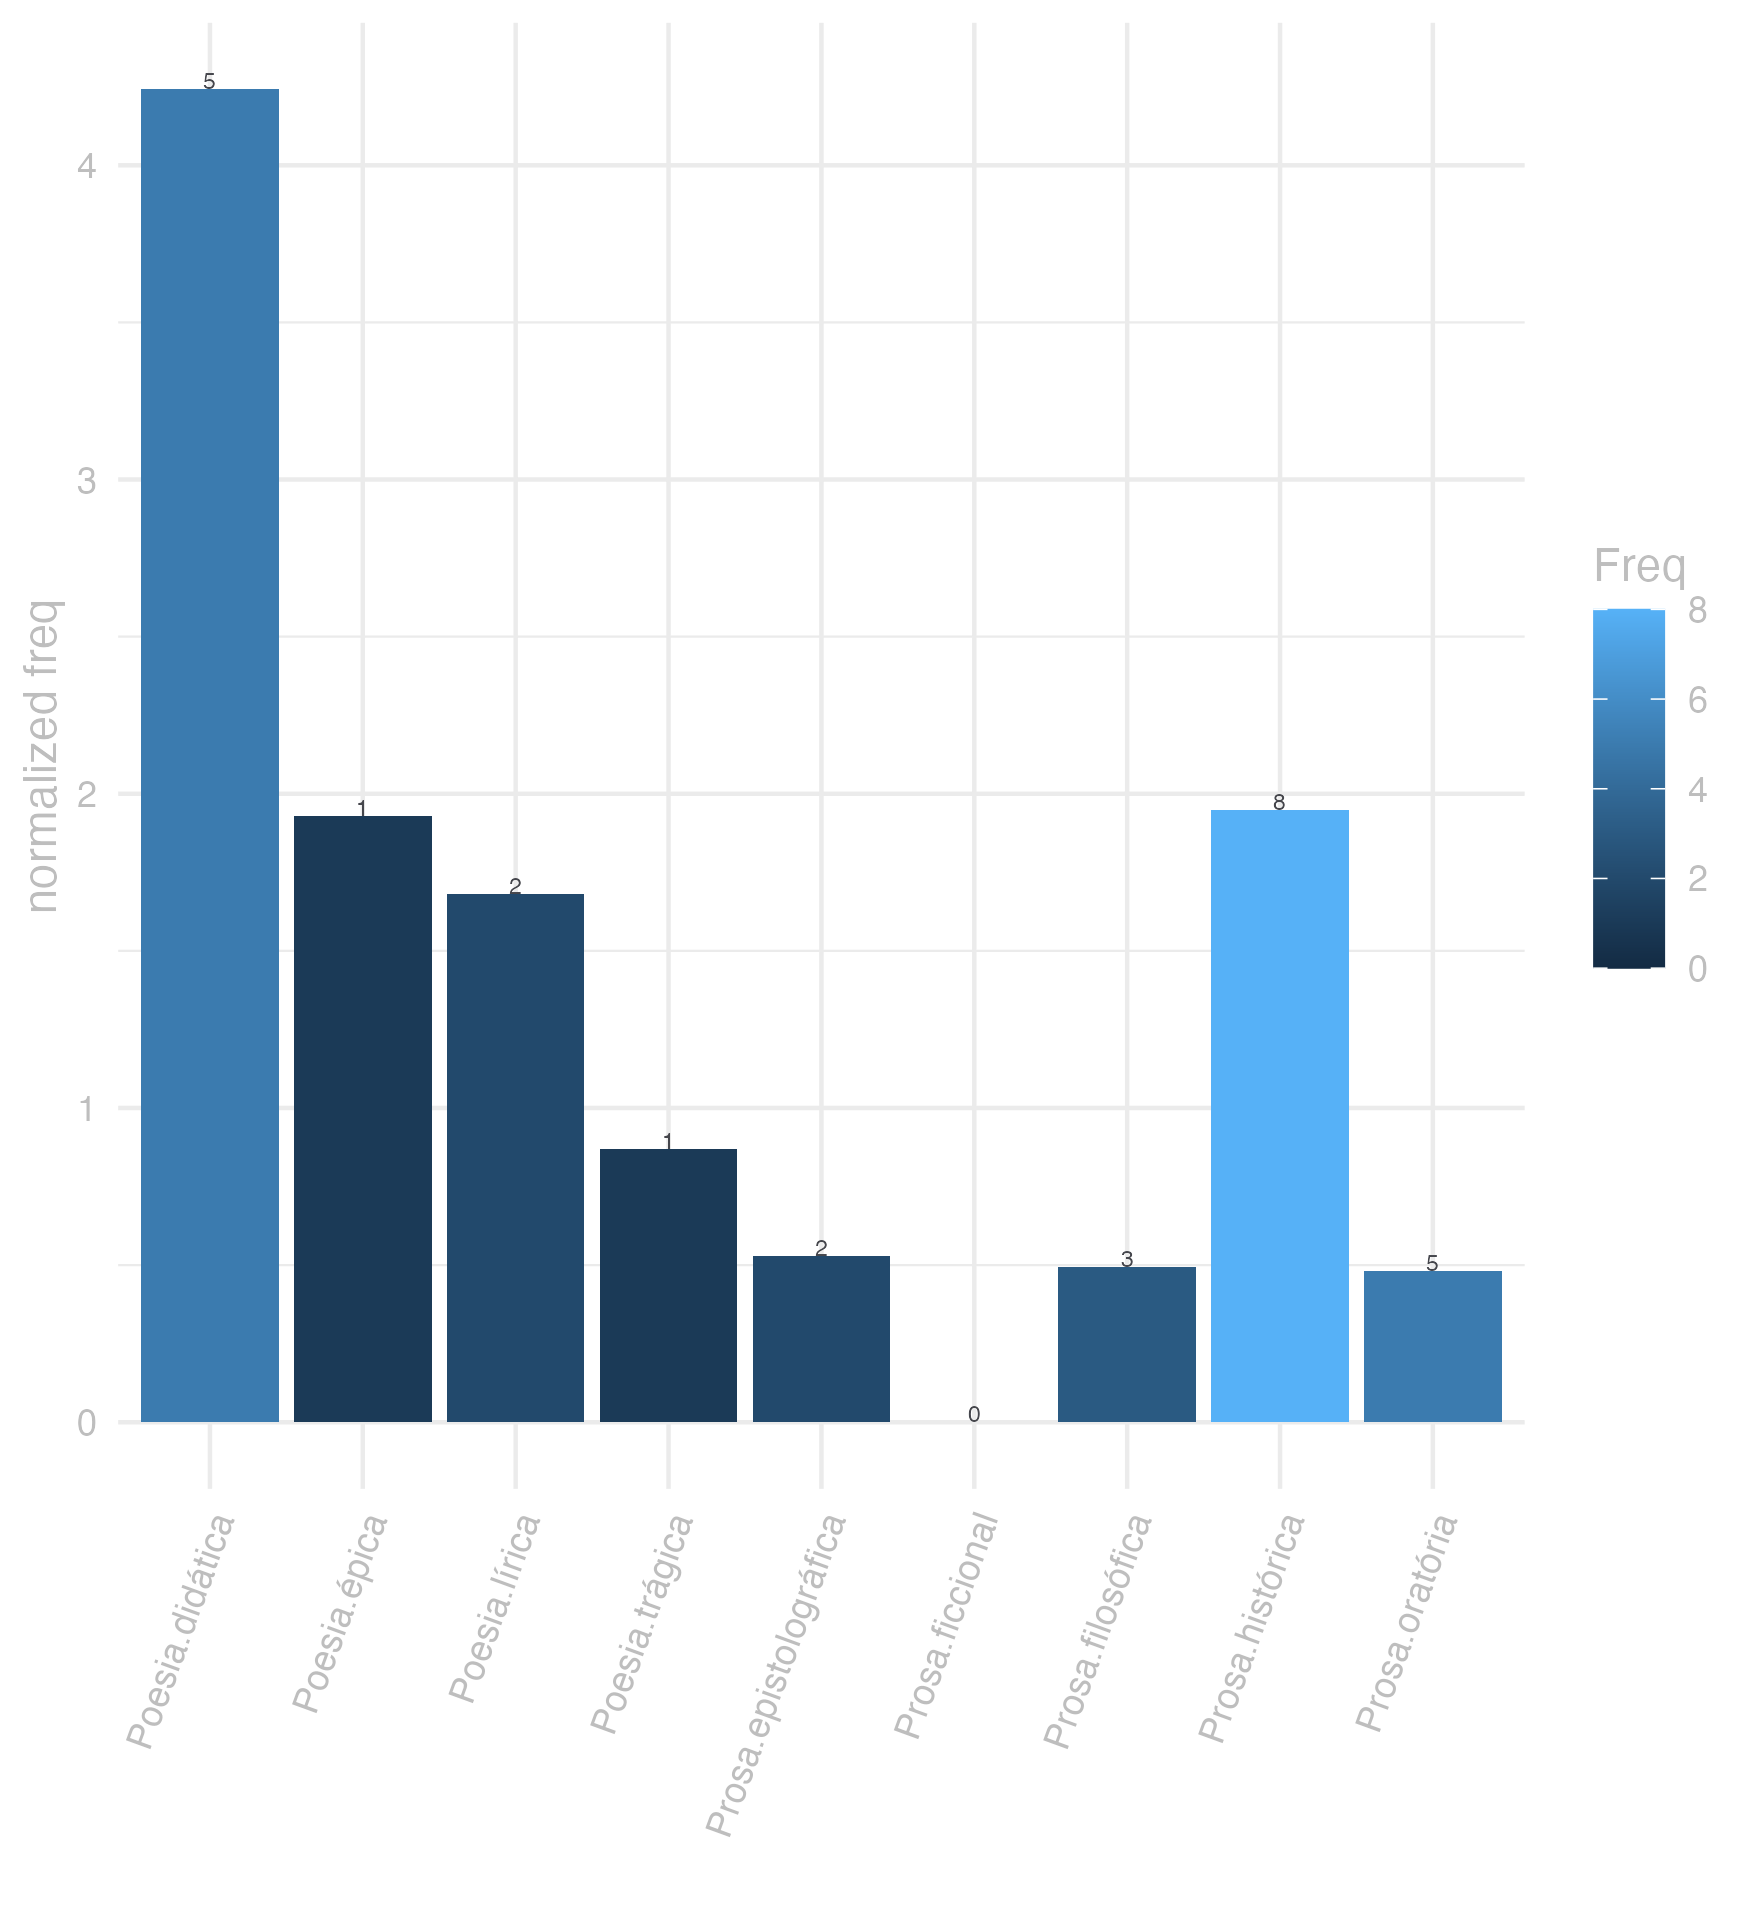 5
4
3
2
1
0
normalized freq
1
2
1
2
0
3
8
5
Poesia.didática
Poesia.épica
Poesia.lírica
Poesia.trágica
Prosa.epistolográfica
Prosa.ficcional
Prosa.filosófica
Prosa.histórica
Prosa.oratória
Freq
8
6
4
2
0